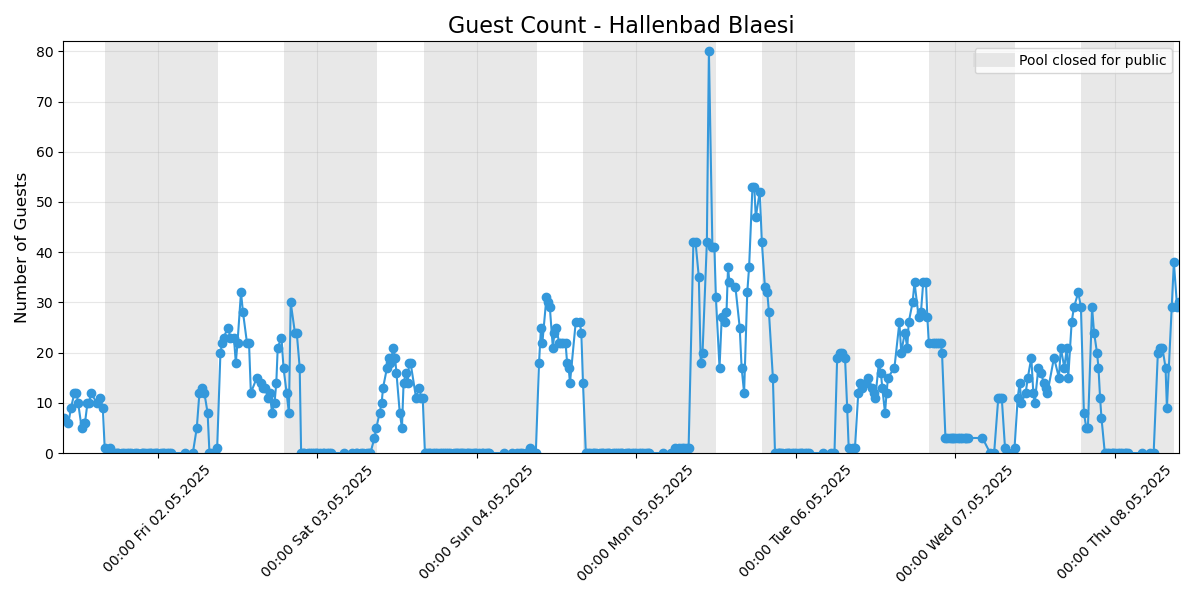 Guest Count - Hallenbad Blaesi
Pool closed for public
Number of Guests
80
70
60
50
40
30
20
10
0
00:00 Fri 02.05.2025
00:00 Sat 03.05.2025
00:00 Sun 04.05.2025
00:00 Mon 05.05.2025
00:00 Tue 06.05.2025
00:00 Wed 07.05.2025
00:00 Thu 08.05.2025